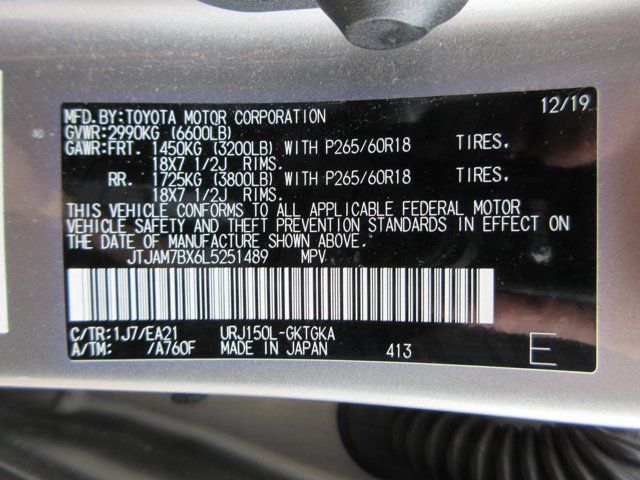 12/19
MFD.BY:TOYOTA MOTOR CORPORATION
GVWR:2990KG (6600LB)
GAWR:FRT. 1450KG (3200LB) WITH P265/60R18 TIRES,
18X7 1/2J RIMS.
RR. 1725KG (3800LB) WITH P265/60R18 TIRES,
18X7 1/2J RIMS.
THIS VEHICLE CONFORMS TO ALL APPLICABLE FEDERAL MOTOR
VEHICLE SAFETY AND THEFT PREVENTION STANDARDS IN EFFECT ON
THE DATE OF MANUFACTURE SHOWN ABOVE.
JTJAM7BX6L5251489 MPV
C/TR:1J7/EA21 URJ150L-GKTGKA
A/TM: /A760F MADE IN JAPAN 413 E